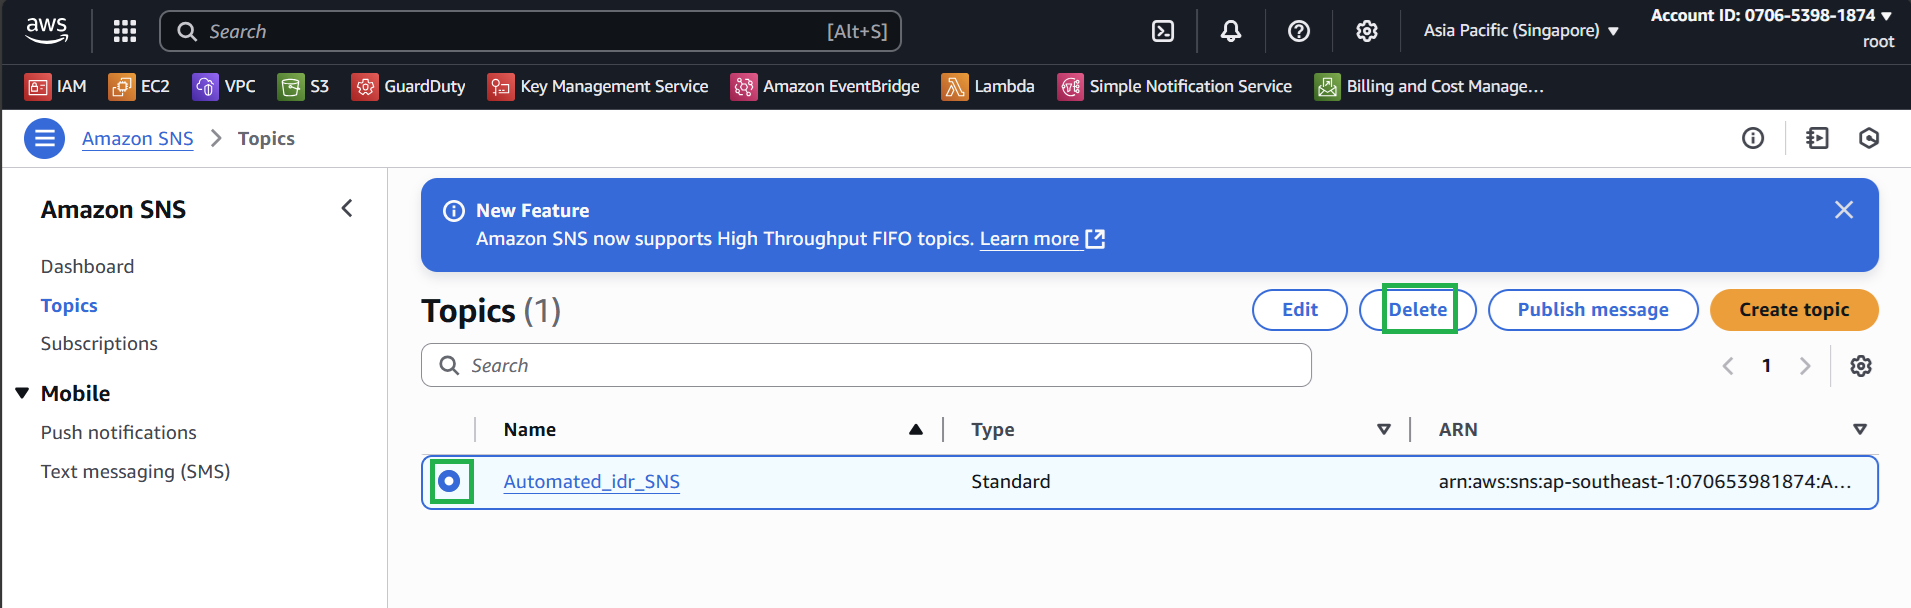 aws
Search [Alt+S]
Asia Pacific (Singapore)
Account ID: 0706-5398-1874
root
IAM EC2 VPC S3 GuardDuty Key Management Service Amazon EventBridge Lambda Simple Notification Service Billing and Cost Manage...
Amazon SNS Topics
Amazon SNS
Dashboard
Topics
Subscriptions
Mobile
Push notifications
Text messaging (SMS)
New Feature
Amazon SNS now supports High Throughput FIFO topics. Learn more
Topics (1)
Edit Delete Publish message Create topic
Search
1
Name Type ARN
Automated_idr_SNS Standard arn:aws:sns:ap-southeast-1:070653981874:A...